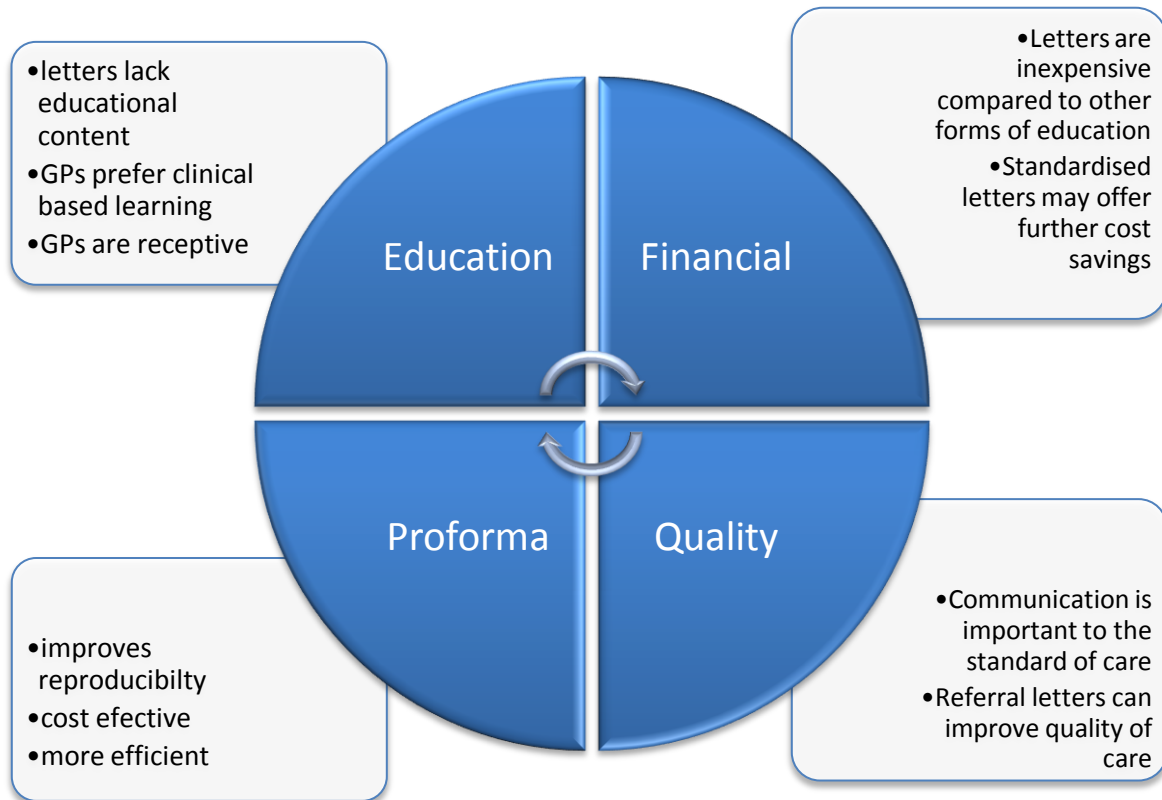 •letters lack
educational
content
•GPs prefer clinical
based learning
•GPs are receptive
•Letters are
inexpensive
compared to other
forms of education
•Standardised
letters may offer
further cost
savings
Education
Financial
Proforma
Quality
•improves
reproducibilty
•cost efective
•more efficient
•Communication is
important to the
standard of care
•Referral letters can
improve quality of
care